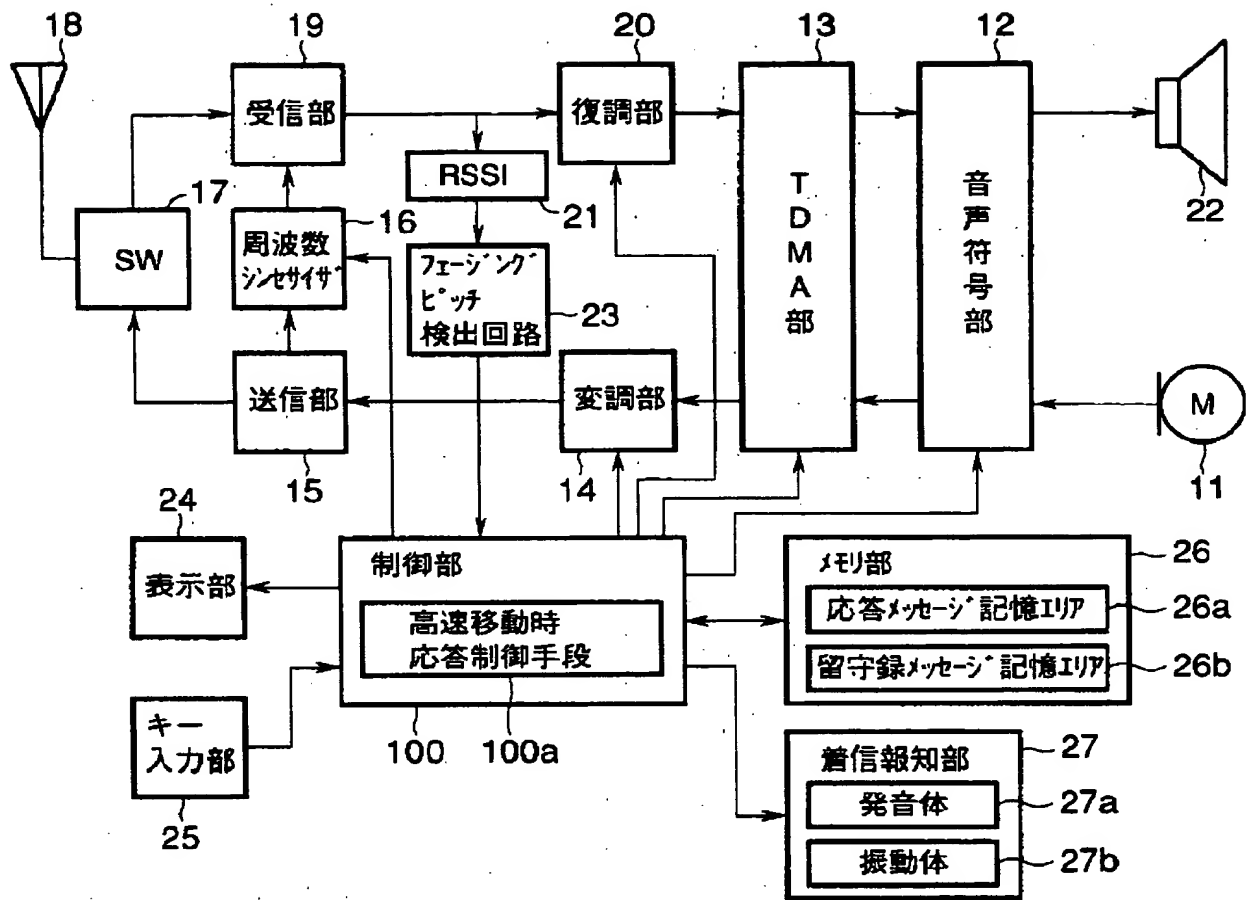 18
19
20
13
12
受信部
復調部
RSSI
21
TDMA部
音声符号部
22
17
16
SW
周波数
シンセサイザ
フェージング
ピッチ
検出回路
23
送信部
変調部
M
15
14
11
24
表示部
制御部
高速移動時
応答制御手段
メモリ部
26
応答メッセージ記憶エリア
26a
留守録メッセージ記憶エリア
26b
キー
入力部
25
100
100a
着信報知部
27
発音体
27a
振動体
27b